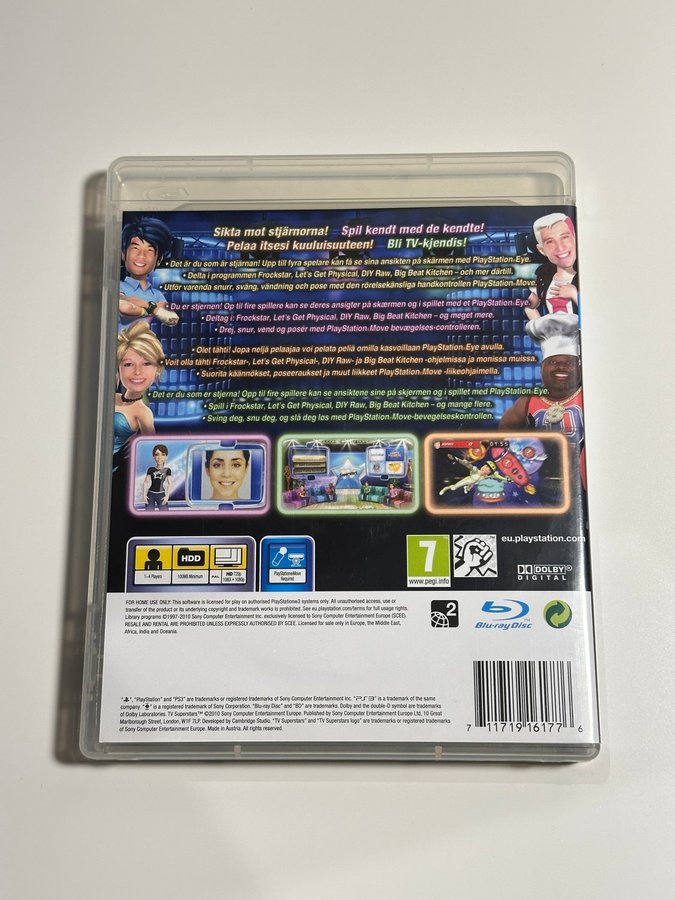 Sikta mot stjärnorna! Spil kendt med de kendte!
Pelaa itsesi kuuluisuuteen! Bli TV-kjendis!
• Det är du som är stjärnan! Upp till fyra spelare kan få se sina ansikten på skärmen med PlayStation®Eye.
• Delta i programmen Frockstar, Let's Get Physical, DIY Raw, Big Beat Kitchen – och mer därtill.
• Utför varenda snurr, sväng, vändning och pose med den rörelsekänsliga handkontrollen PlayStation®Move.
• Du er stjernen! Op til fire spillere kan se deres ansigter på skærmen og i spillet med et PlayStation®Eye.
• Deltag i: Frockstar, Let's Get Physical, DIY Raw, Big Beat Kitchen – og meget mere.
• Drej, snur, vend og posér med PlayStation®Move bevægelses-controlleren.
• Olet tähti! Jopa neljä pelaajaa voi pelata peliä omilla kasvoillaan PlayStation®Eye avulla.
• Voit olla tähti Frockstar-, Let's Get Physical-, DIY Raw- ja Big Beat Kitchen -ohjelmissa ja monissa muissa.
• Suorita käännökset, poseeraukset ja muut liikkeet PlayStation®Move -liikeohjaimella.
• Det er du som er stjerna! Opp til fire spillere kan se ansiktene sine på skjermen og i spillet med PlayStation®Eye.
• Spill i Frockstar, Let's Get Physical, DIY Raw, Big Beat Kitchen – og mange flere.
• Sving deg, snu deg, og slå deg løs med PlayStation®Move-bevegelseskontrollen.
01:55
HDD
HD 720p
1080i • 1080p
1-4 Players
100MB Minimum
PAL
PlayStation®Move
Required
7
www.pegi.info
eu.playstation.com
DOLBY
DIGITAL
FOR HOME USE ONLY: This software is licensed for play on authorised PlayStation®3 systems only. All unauthorised access, use or
transfer of the product or its underlying copyright and trademark works is prohibited. See eu.playstation.com/terms for full usage rights.
Library programs ©1997-2010 Sony Computer Entertainment Inc. exclusively licensed to Sony Computer Entertainment Europe (SCEE).
RESALE AND RENTAL ARE PROHIBITED UNLESS EXPRESSLY AUTHORISED BY SCEE. Licensed for sale only in Europe, the Middle East,
Africa, India and Oceania.
2
Blu-ray Disc™
"PlayStation" and "PS3" are trademarks or registered trademarks of Sony Computer Entertainment Inc. "PS3" is a trademark of the same
company. is a registered trademark of Sony Corporation. "Blu-ray Disc" and "BD" are trademarks. Dolby and the double-D symbol are trademarks
of Dolby Laboratories. TV Superstars™ ©2010 Sony Computer Entertainment Europe. Published by Sony Computer Entertainment Europe, 10 Great
Marlborough Street, London, W1F 7LP. Developed by Cambridge Studio. "TV Superstars" and "TV Superstars logo" are trademarks
of Sony Computer Entertainment Europe. Made in Austria. All rights reserved.
7 11719 16177 6